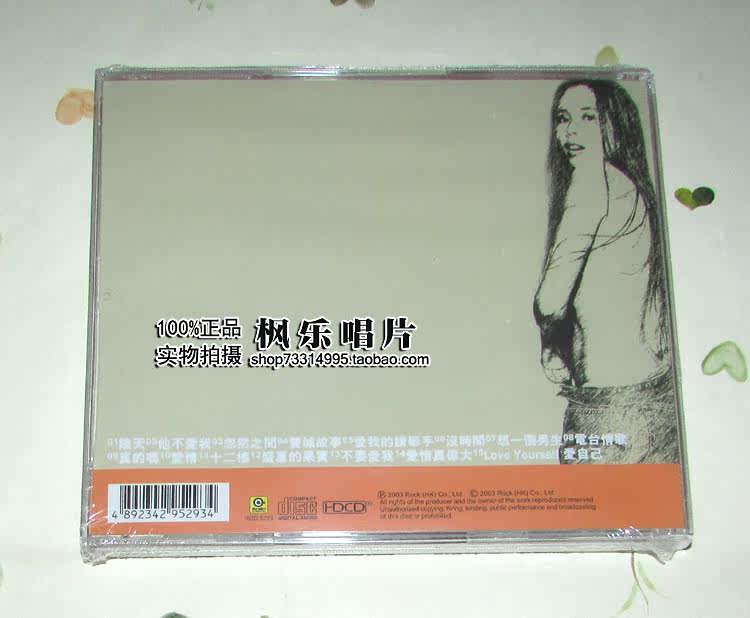 100%正品 枫乐唱片
实物拍摄 shop73314995.taobao.com
01陰天02他不愛我03忽然之間04雙城故事05愛我的請舉手06沒時間07想一個男生08電台情歌
09真的嗎10愛情11十二樓12盛夏的果實13不要愛我14愛情真偉大15Love Yourself 愛自己
4 892342 952934
COMPACT
disc
DIGITAL AUDIO
HDCD®
℗ 2003 Rock (HK) Co., Ltd. © 2003 Rock (HK) Co., Ltd.
All rights of the producer and the owner of the work reproduced reserved.
Unauthorized copying, hiring, lending, public performance and broadcasting
of this disc is prohibited.